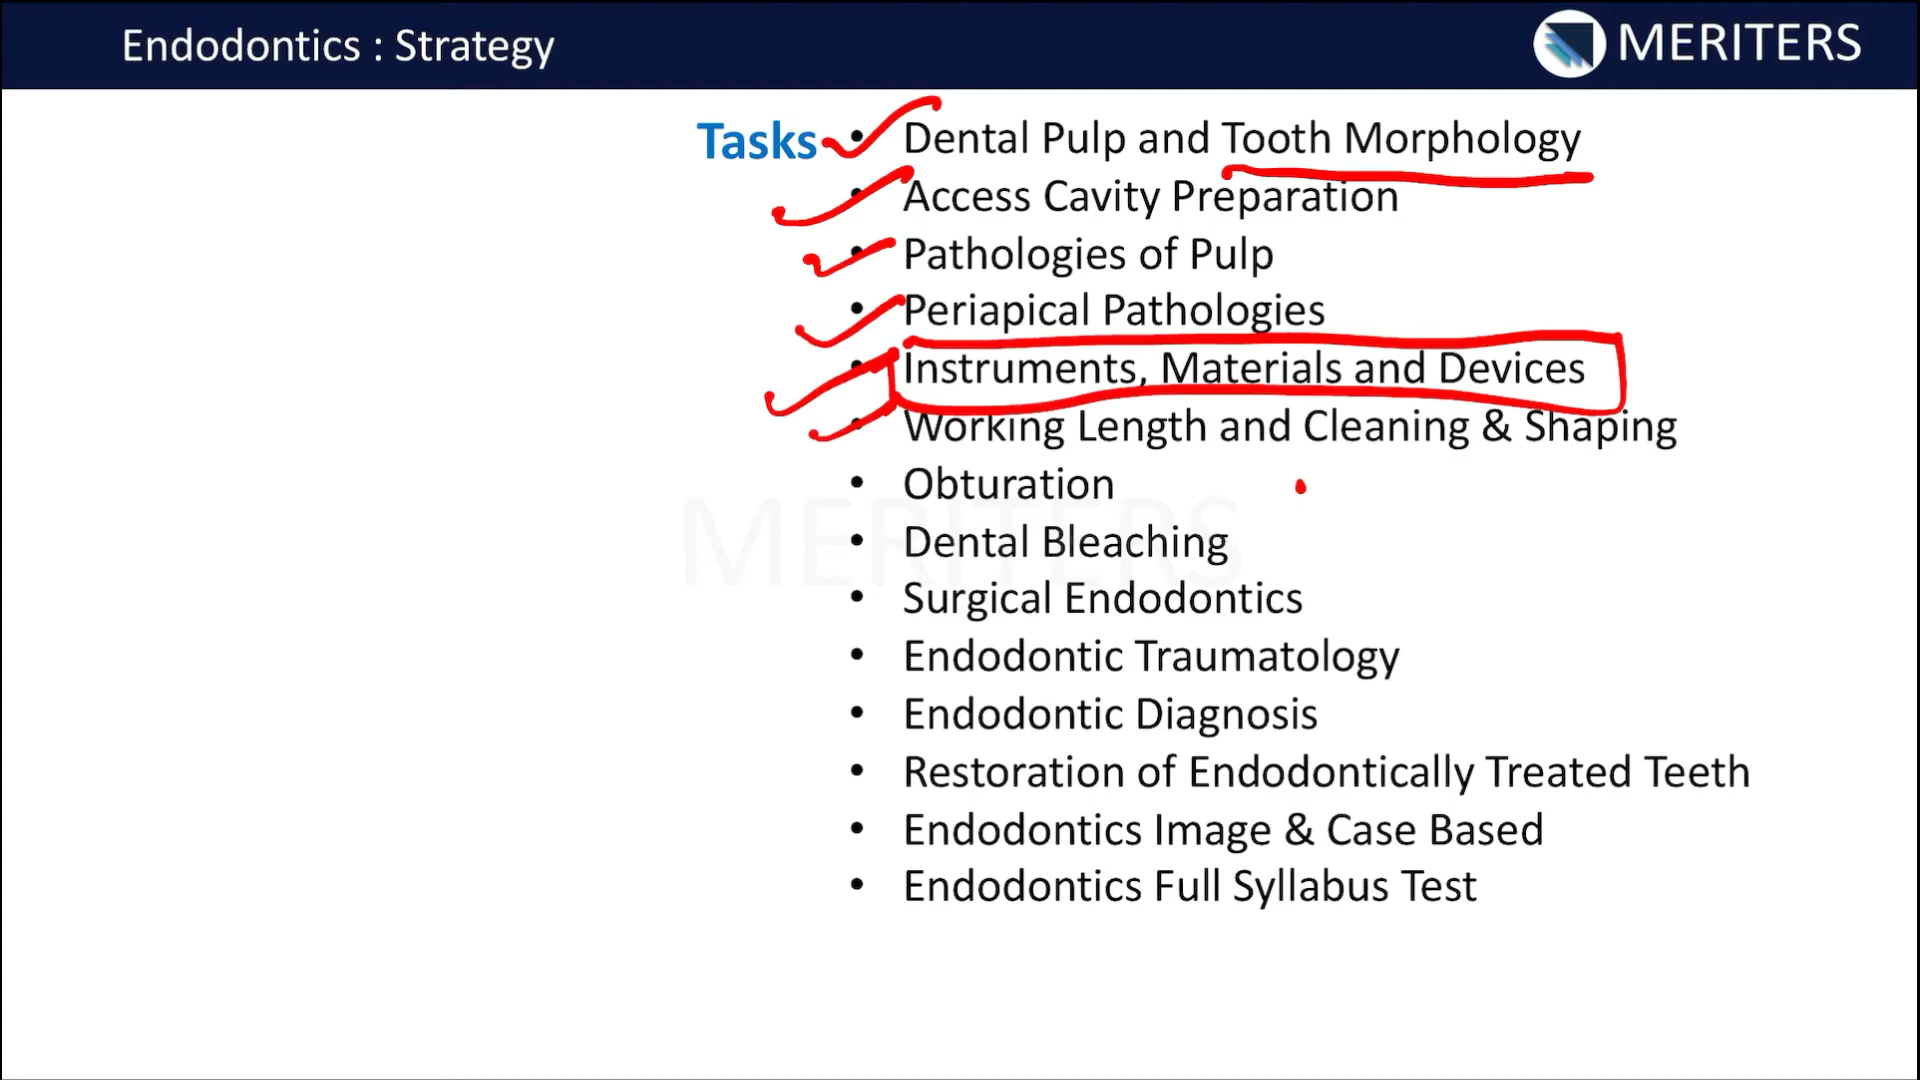 Endodontics : Strategy
MERITERS
Tasks
• Dental Pulp and Tooth Morphology
• Access Cavity Preparation
• Pathologies of Pulp
• Periapical Pathologies
• Instruments, Materials and Devices
• Working Length and Cleaning & Shaping
• Obturation
• Dental Bleaching
• Surgical Endodontics
• Endodontic Traumatology
• Endodontic Diagnosis
• Restoration of Endodontically Treated Teeth
• Endodontics Image & Case Based
• Endodontics Full Syllabus Test
MERITERS